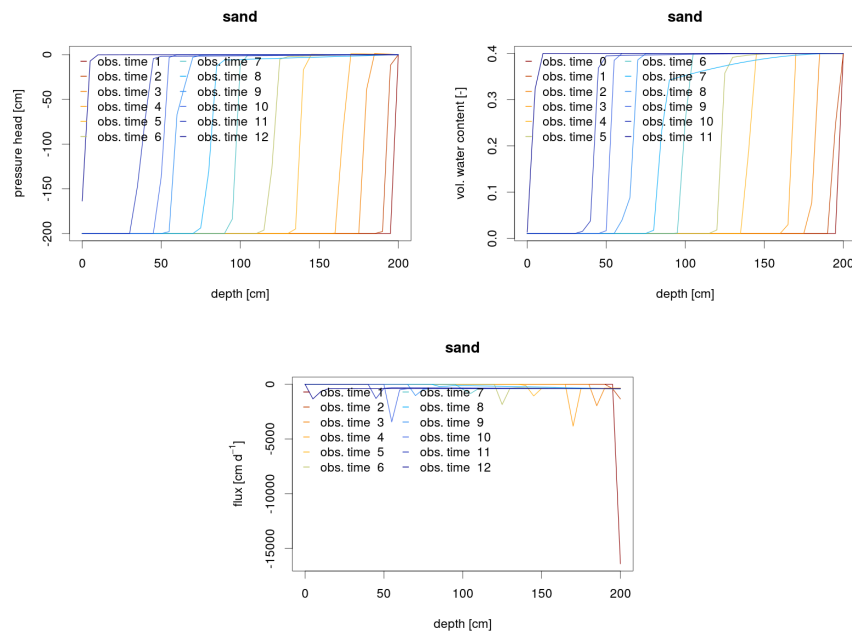 sand
pressure head [cm]
0
-50
-100
-150
-200
obs. time 1 obs. time 7
obs. time 2 obs. time 8
obs. time 3 obs. time 9
obs. time 4 obs. time 10
obs. time 5 obs. time 11
obs. time 6 obs. time 12
0 50 100 150 200
depth [cm]
sand
vol. water content [-]
0.4
0.3
0.2
0.1
0.0
obs. time 0 obs. time 6
obs. time 1 obs. time 7
obs. time 2 obs. time 8
obs. time 3 obs. time 9
obs. time 4 obs. time 10
obs. time 5 obs. time 11
0 50 100 150 200
depth [cm]
sand
flux [cm d⁻¹]
0
-5000
-10000
-15000
obs. time 1 obs. time 7
obs. time 2 obs. time 8
obs. time 3 obs. time 9
obs. time 4 obs. time 10
obs. time 5 obs. time 11
obs. time 6 obs. time 12
0 50 100 150 200
depth [cm]